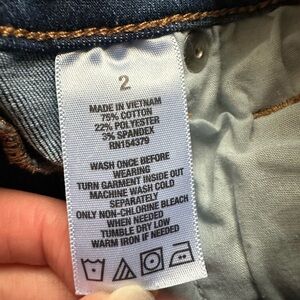 2
MADE IN VIETNAM
75% COTTON
22% POLYESTER
3% SPANDEX
RN154379
WASH ONCE BEFORE
WEARING
TURN GARMENT INSIDE OUT
MACHINE WASH COLD
SEPARATELY
ONLY NON-CHLORINE BLEACH
WHEN NEEDED
TUMBLE DRY LOW
WARM IRON IF NEEDED